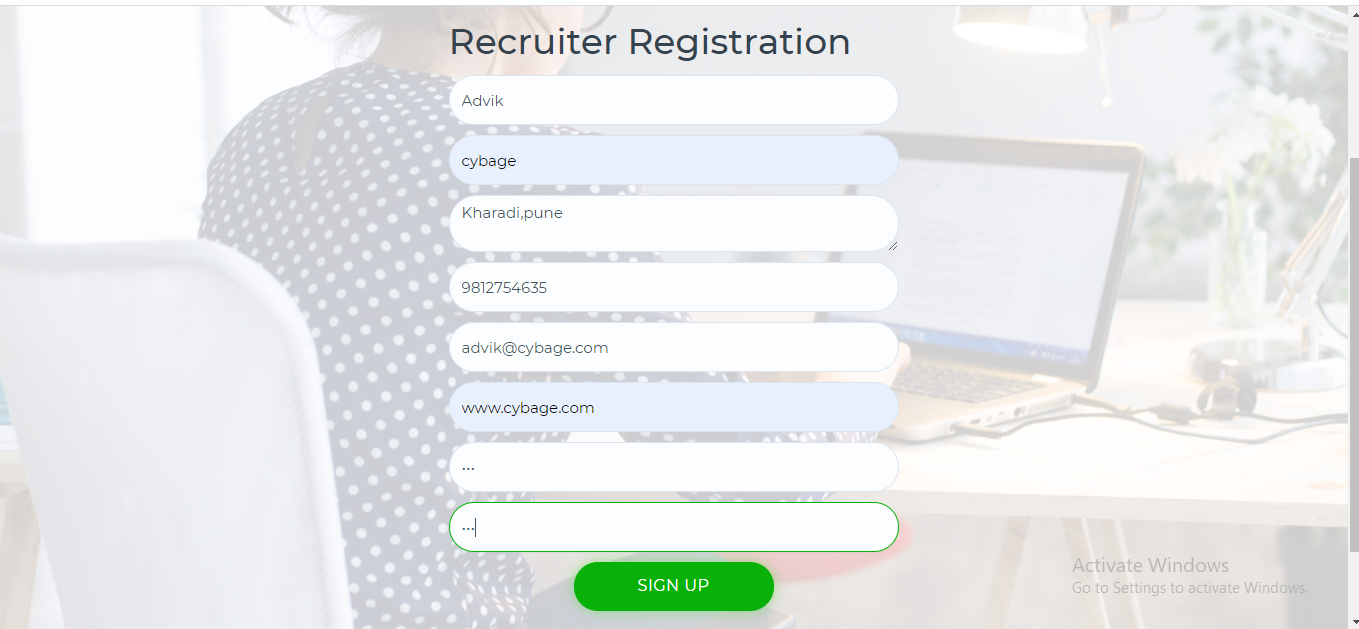 Recruiter Registration
Advik
cybage
Kharadi,pune
9812754635
advik@cybage.com
www.cybage.com
•••
•••
SIGN UP
Activate Windows
Go to Settings to activate Windows.